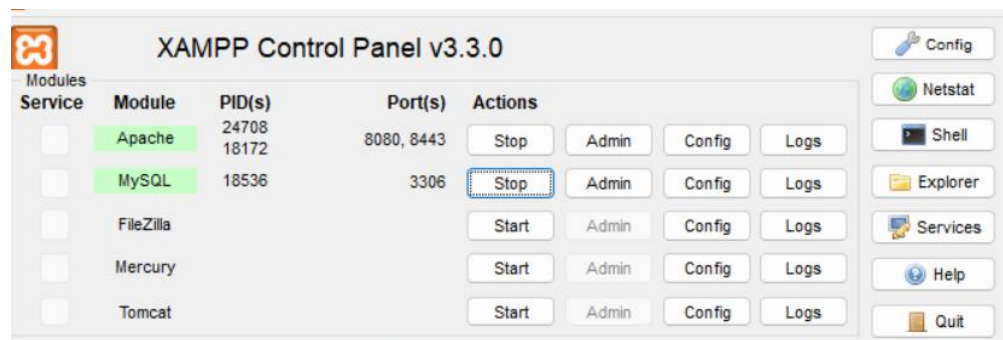 XAMPP Control Panel v3.3.0
Config
Modules
Service Module PID(s) Port(s) Actions
Netstat
Apache 24708 18172 8080, 8443 Stop Admin Config Logs
Shell
MySQL 18536 3306 Stop Admin Config Logs
Explorer
FileZilla Start Admin Config Logs
Services
Mercury Start Admin Config Logs
Help
Tomcat Start Admin Config Logs
Quit